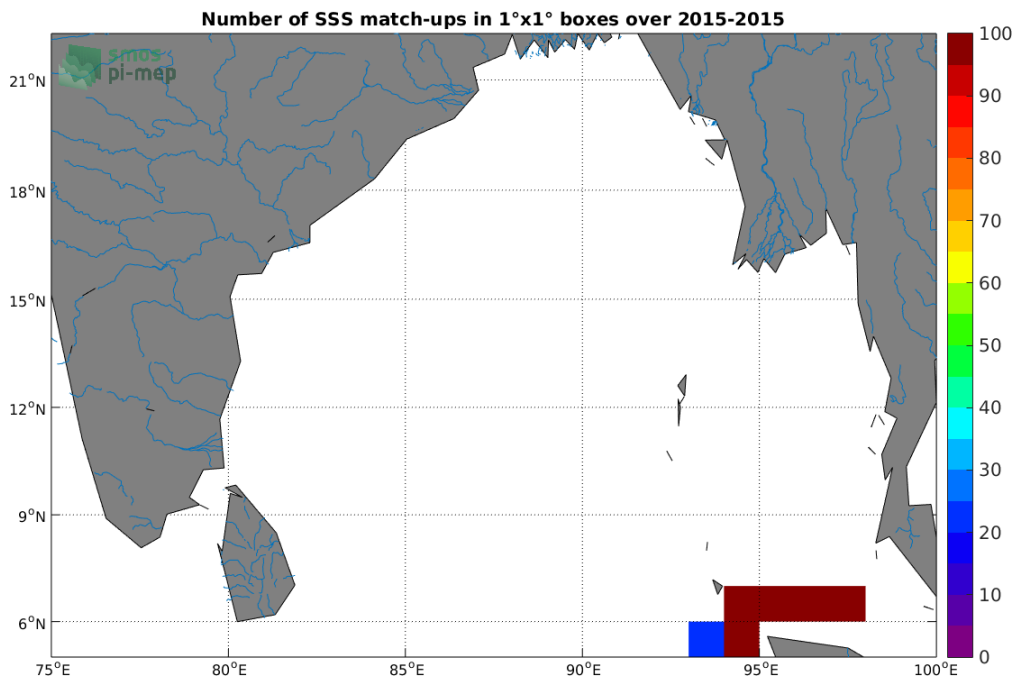 Number of SSS match-ups in 1°x1° boxes over 2015-2015
smos
pi-mep
21°N
18°N
15°N
12°N
9°N
6°N
75°E
80°E
85°E
90°E
95°E
100°E
100
90
80
70
60
50
40
30
20
10
0